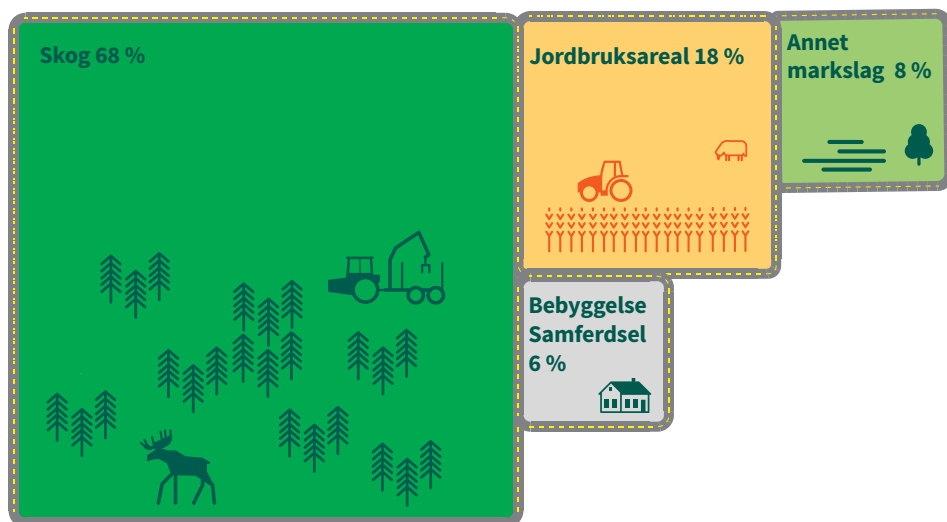 Skog 68 %
Jordbruksareal 18 %
Annet
markslag 8 %
Bebyggelse
Samferdsel
6 %